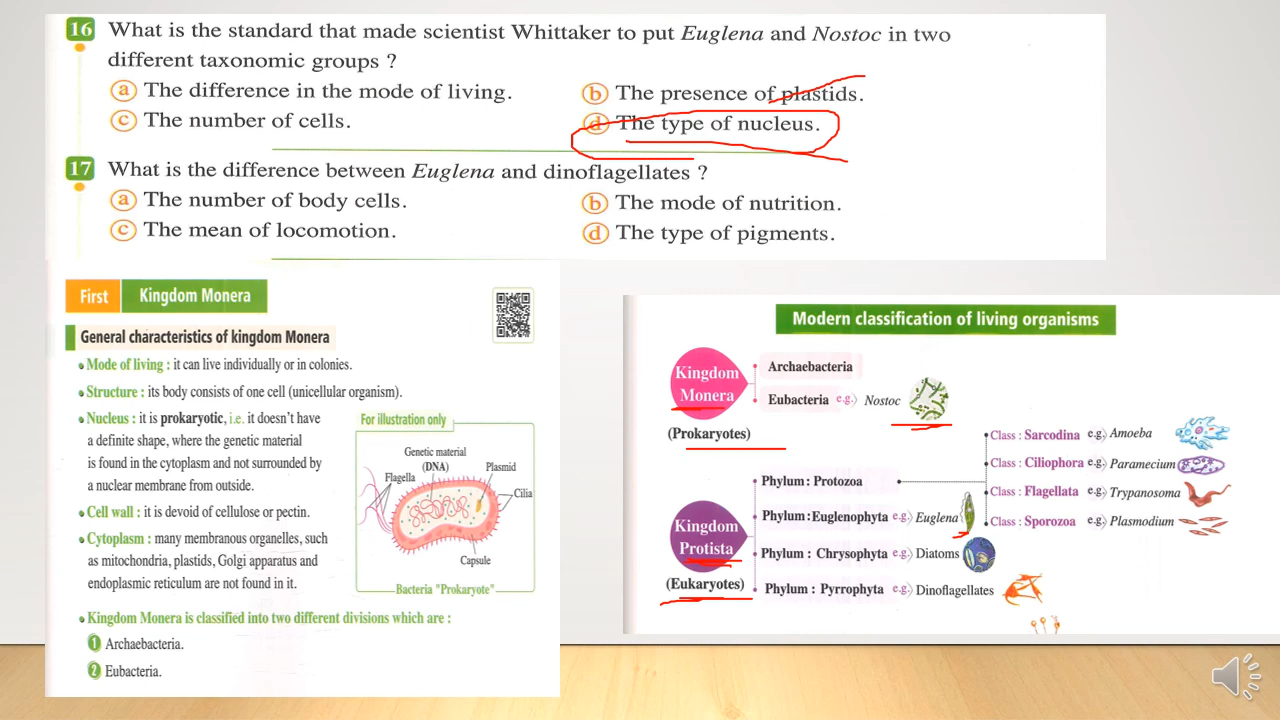 16 What is the standard that made scientist Whittaker to put Euglena and Nostoc in two
different taxonomic groups ?
a The difference in the mode of living.
b The presence of plastids.
c The number of cells.
d The type of nucleus.
17 What is the difference between Euglena and dinoflagellates ?
a The number of body cells.
b The mode of nutrition.
c The mean of locomotion.
d The type of pigments.
First Kingdom Monera
General characteristics of kingdom Monera
Mode of living : it can live individually or in colonies.
Structure : its body consists of one cell (unicellular organism).
Nucleus : it is prokaryotic, i.e. it doesn't have
a definite shape, where the genetic material
is found in the cytoplasm and not surrounded by
a nuclear membrane from outside.
Cell wall : it is devoid of cellulose or pectin.
Cytoplasm : many membranous organelles, such
as mitochondria, plastids, Golgi apparatus and
endoplasmic reticulum are not found in it.
For illustration only
Genetic material
(DNA)
Plasmid
Flagella
Cilia
Capsule
Bacteria "Prokaryote"
Kingdom Monera is classified into two different divisions which are :
1 Archaebacteria.
2 Eubacteria.
Modern classification of living organisms
Kingdom
Monera
(Prokaryotes)
Archaebacteria
Eubacteria e.g. Nostoc
Kingdom
Protista
(Eukaryotes)
Phylum : Protozoa
Class : Sarcodina e.g. Amoeba
Class : Ciliophora e.g. Paramecium
Class : Flagellata e.g. Trypanosoma
Class : Sporozoa e.g. Plasmodium
Phylum : Euglenophyta e.g. Euglena
Phylum : Chrysophyta e.g. Diatoms
Phylum : Pyrrophyta e.g. Dinoflagellates